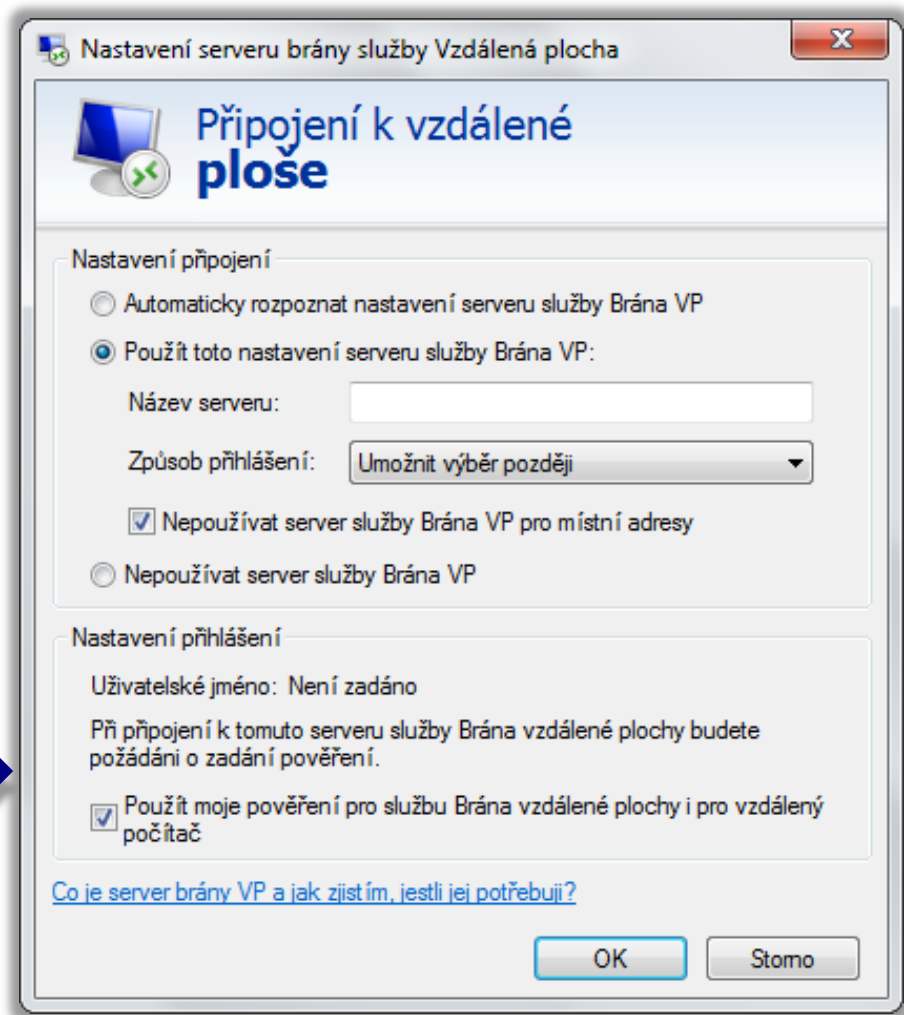 Nastavení serveru brány služby Vzdálená plocha
Připojení k vzdálené
ploše
Nastavení připojení
Automaticky rozpoznat nastavení serveru služby Brána VP
Použít toto nastavení serveru služby Brána VP:
Název serveru:
Způsob přihlášení: Umožnit výběr později
Nepoužívat server služby Brána VP pro místní adresy
Nepoužívat server služby Brána VP
Nastavení přihlášení
Uživatelské jméno: Není zadáno
Při připojení k tomuto serveru služby Brána vzdálené plochy budete
požádáni o zadání pověření.
Použít moje pověření pro službu Brána vzdálené plochy i pro vzdálený
počítač
Co je server brány VP a jak zjistím, jestli jej potřebuji?
OK Storno